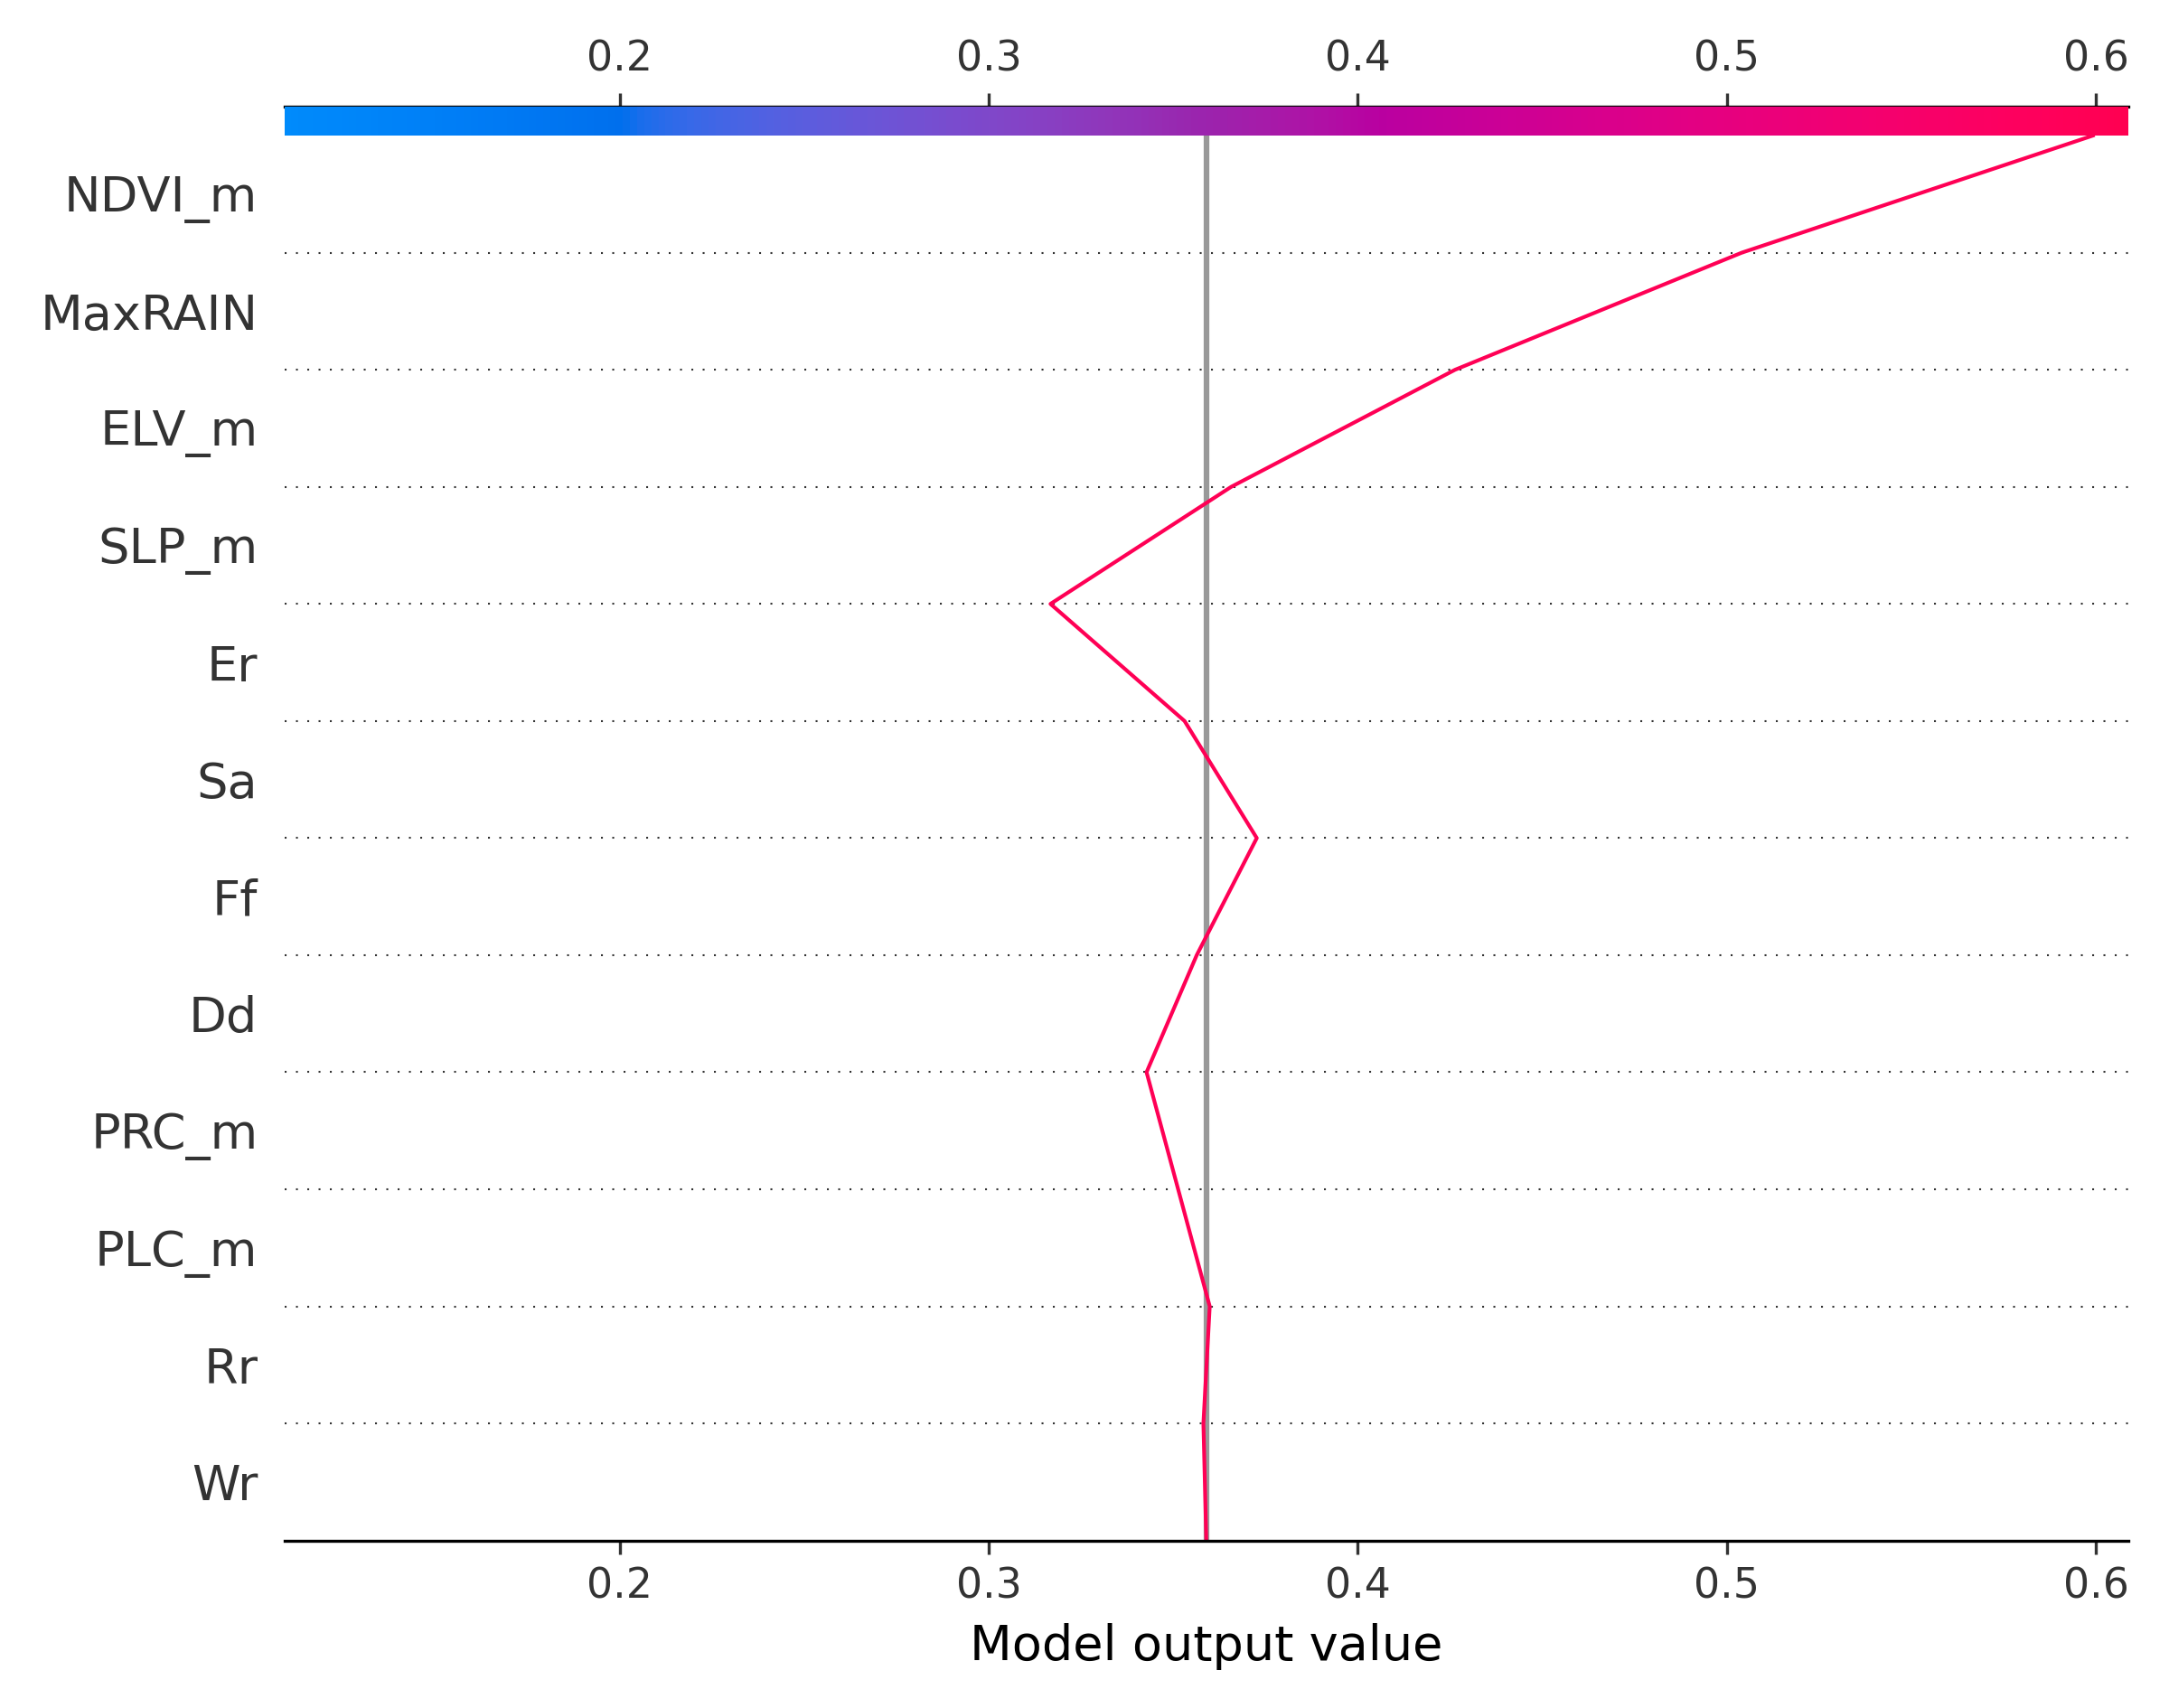 0.2 0.3 0.4 0.5 0.6
NDVI_m
MaxRAIN
ELV_m
SLP_m
Er
Sa
Ff
Dd
PRC_m
PLC_m
Rr
Wr
0.2 0.3 0.4 0.5 0.6
Model output value